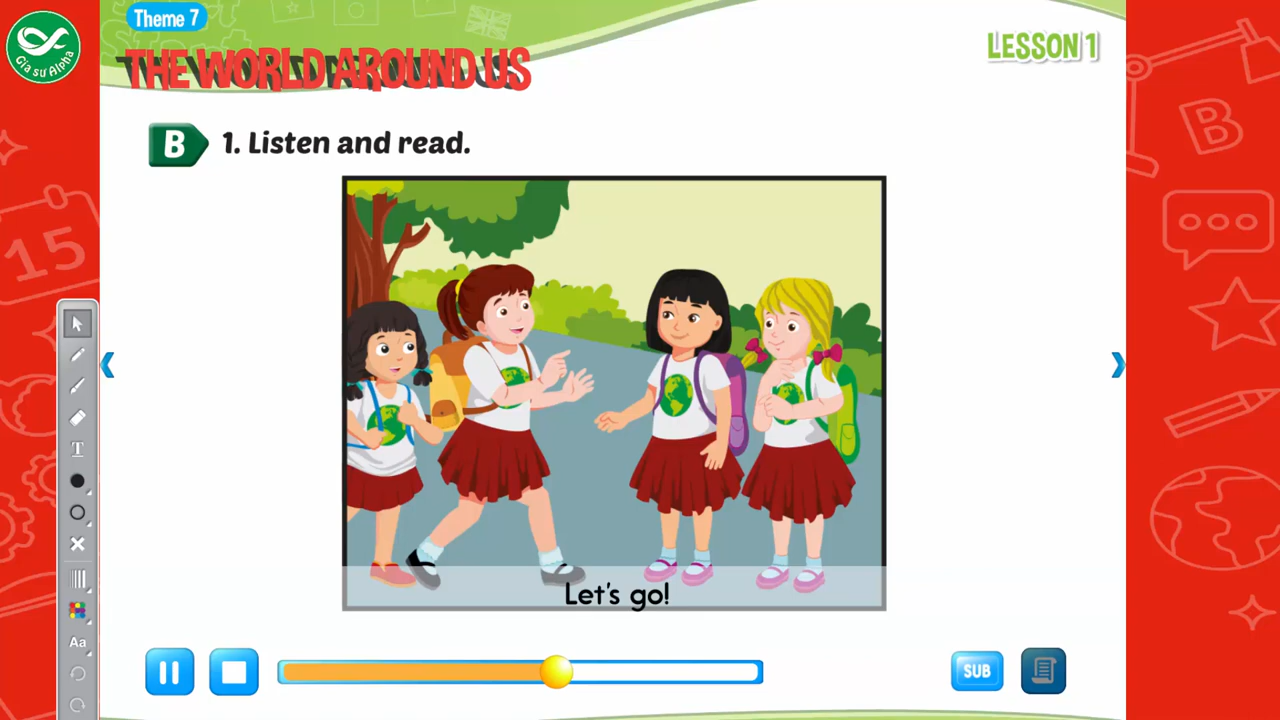 Theme 7
THE WORLD AROUND US
LESSON 1
Gia sư Alpha
B 1. Listen and read.
Let's go!
SUB
T
Aa
15
B